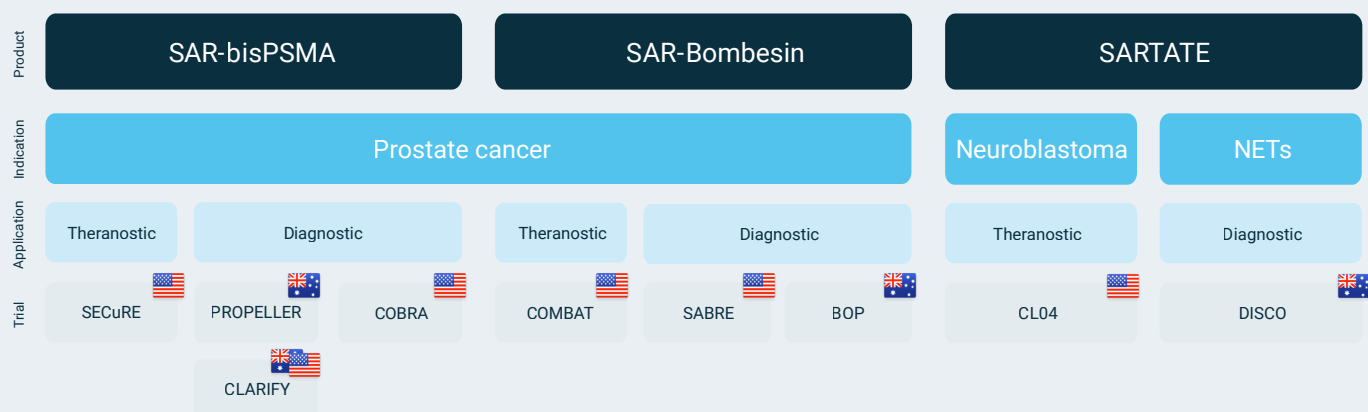 Product
SAR-bisPSMA
SAR-Bombesin
SARTATE
Indication
Prostate cancer
Neuroblastoma
NETs
Application
Theranostic
Diagnostic
Theranostic
Diagnostic
Theranostic
Diagnostic
Trial
SECuRE
PROPELLER
COBRA
COMBAT
SABRE
BOP
CL04
DISCO
CLARIFY